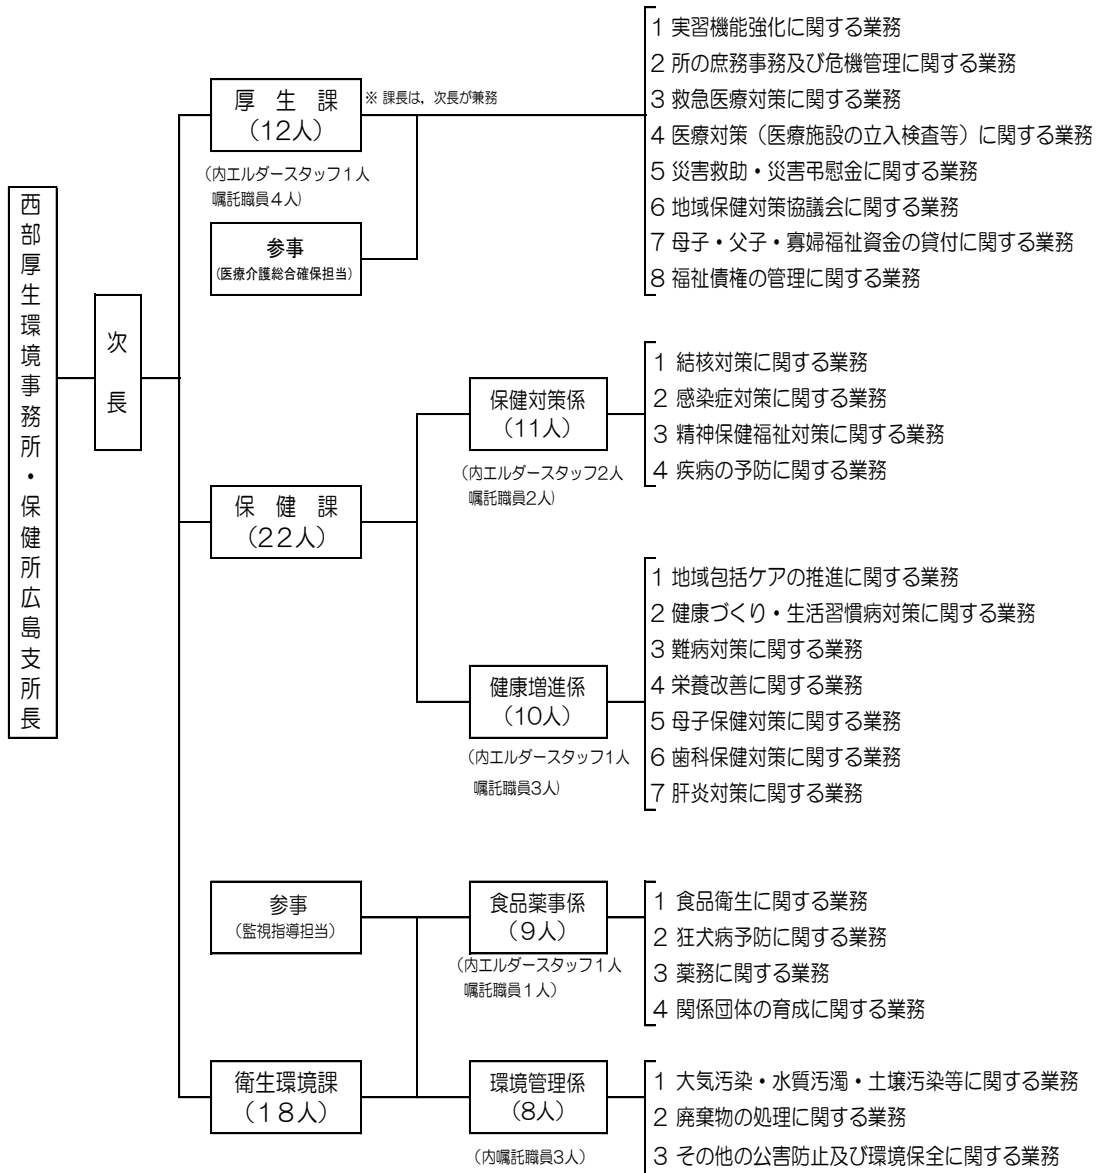 西部厚生環境事務所・保健所広島支所長
次長
厚生課
(12人)
※ 課長は，次長が兼務
(内エルダースタッフ1人
嘱託職員4人)
参事
(医療介護総合確保担当)
1 実習機能強化に関する業務
2 所の庶務事務及び危機管理に関する業務
3 救急医療対策に関する業務
4 医療対策（医療施設の立入検査等）に関する業務
5 災害救助・災害弔慰金に関する業務
6 地域保健対策協議会に関する業務
7 母子・父子・寡婦福祉資金の貸付に関する業務
8 福祉債権の管理に関する業務
保健課
(22人)
保健対策係
(11人)
(内エルダースタッフ2人
嘱託職員2人)
1 結核対策に関する業務
2 感染症対策に関する業務
3 精神保健福祉対策に関する業務
4 疾病の予防に関する業務
健康増進係
(10人)
(内エルダースタッフ1人
嘱託職員3人)
1 地域包括ケアの推進に関する業務
2 健康づくり・生活習慣病対策に関する業務
3 難病対策に関する業務
4 栄養改善に関する業務
5 母子保健対策に関する業務
6 歯科保健対策に関する業務
7 肝炎対策に関する業務
参事
(監視指導担当)
食品薬事係
(9人)
(内エルダースタッフ1人
嘱託職員1人)
1 食品衛生に関する業務
2 狂犬病予防に関する業務
3 薬務に関する業務
4 関係団体の育成に関する業務
衛生環境課
(18人)
環境管理係
(8人)
(内嘱託職員3人)
1 大気汚染・水質汚濁・土壌汚染等に関する業務
2 廃棄物の処理に関する業務
3 その他の公害防止及び環境保全に関する業務